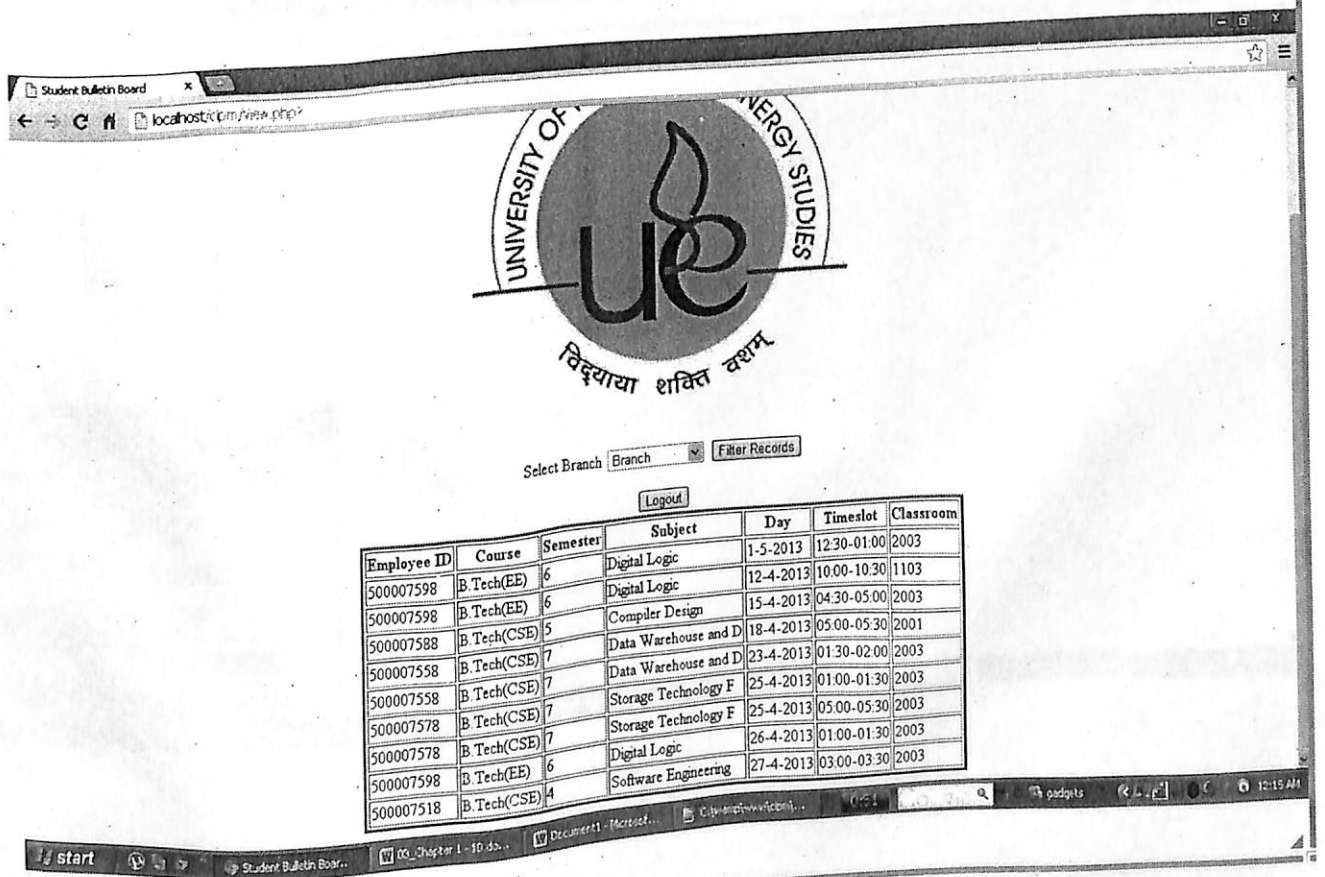 Student Bulletin Board x
localhost/cipm/view.php?
UNIVERSITY OF NERGY STUDIES
ue
विद्याया शक्ति वशम्
Select Branch Branch Filter Records
Logout
Employee ID Course Semester Subject Day Timeslot Classroom
500007598 B.Tech(EE) 6 Digital Logic 1-5-2013 12:30-01:00 2003
500007598 B.Tech(EE) 6 Digital Logic 12-4-2013 10:00-10:30 1103
500007588 B.Tech(CSE) 5 Compiler Design 15-4-2013 04:30-05:00 2003
500007558 B.Tech(CSE) 7 Data Warehouse and D 18-4-2013 05:00-05:30 2001
500007558 B.Tech(CSE) 7 Data Warehouse and D 23-4-2013 01:30-02:00 2003
500007578 B.Tech(CSE) 7 Storage Technology F 25-4-2013 01:00-01:30 2003
500007578 B.Tech(CSE) 7 Storage Technology F 25-4-2013 05:00-05:30 2003
500007598 B.Tech(EE) 6 Digital Logic 26-4-2013 01:00-01:30 2003
500007518 B.Tech(CSE) 4 Software Engineering 27-4-2013 03:00-03:30 2003
start Student Bulletin Boar... 03_Chapter 1 - 10.do... Document1 - Microsof... gadgets 12:15 AM